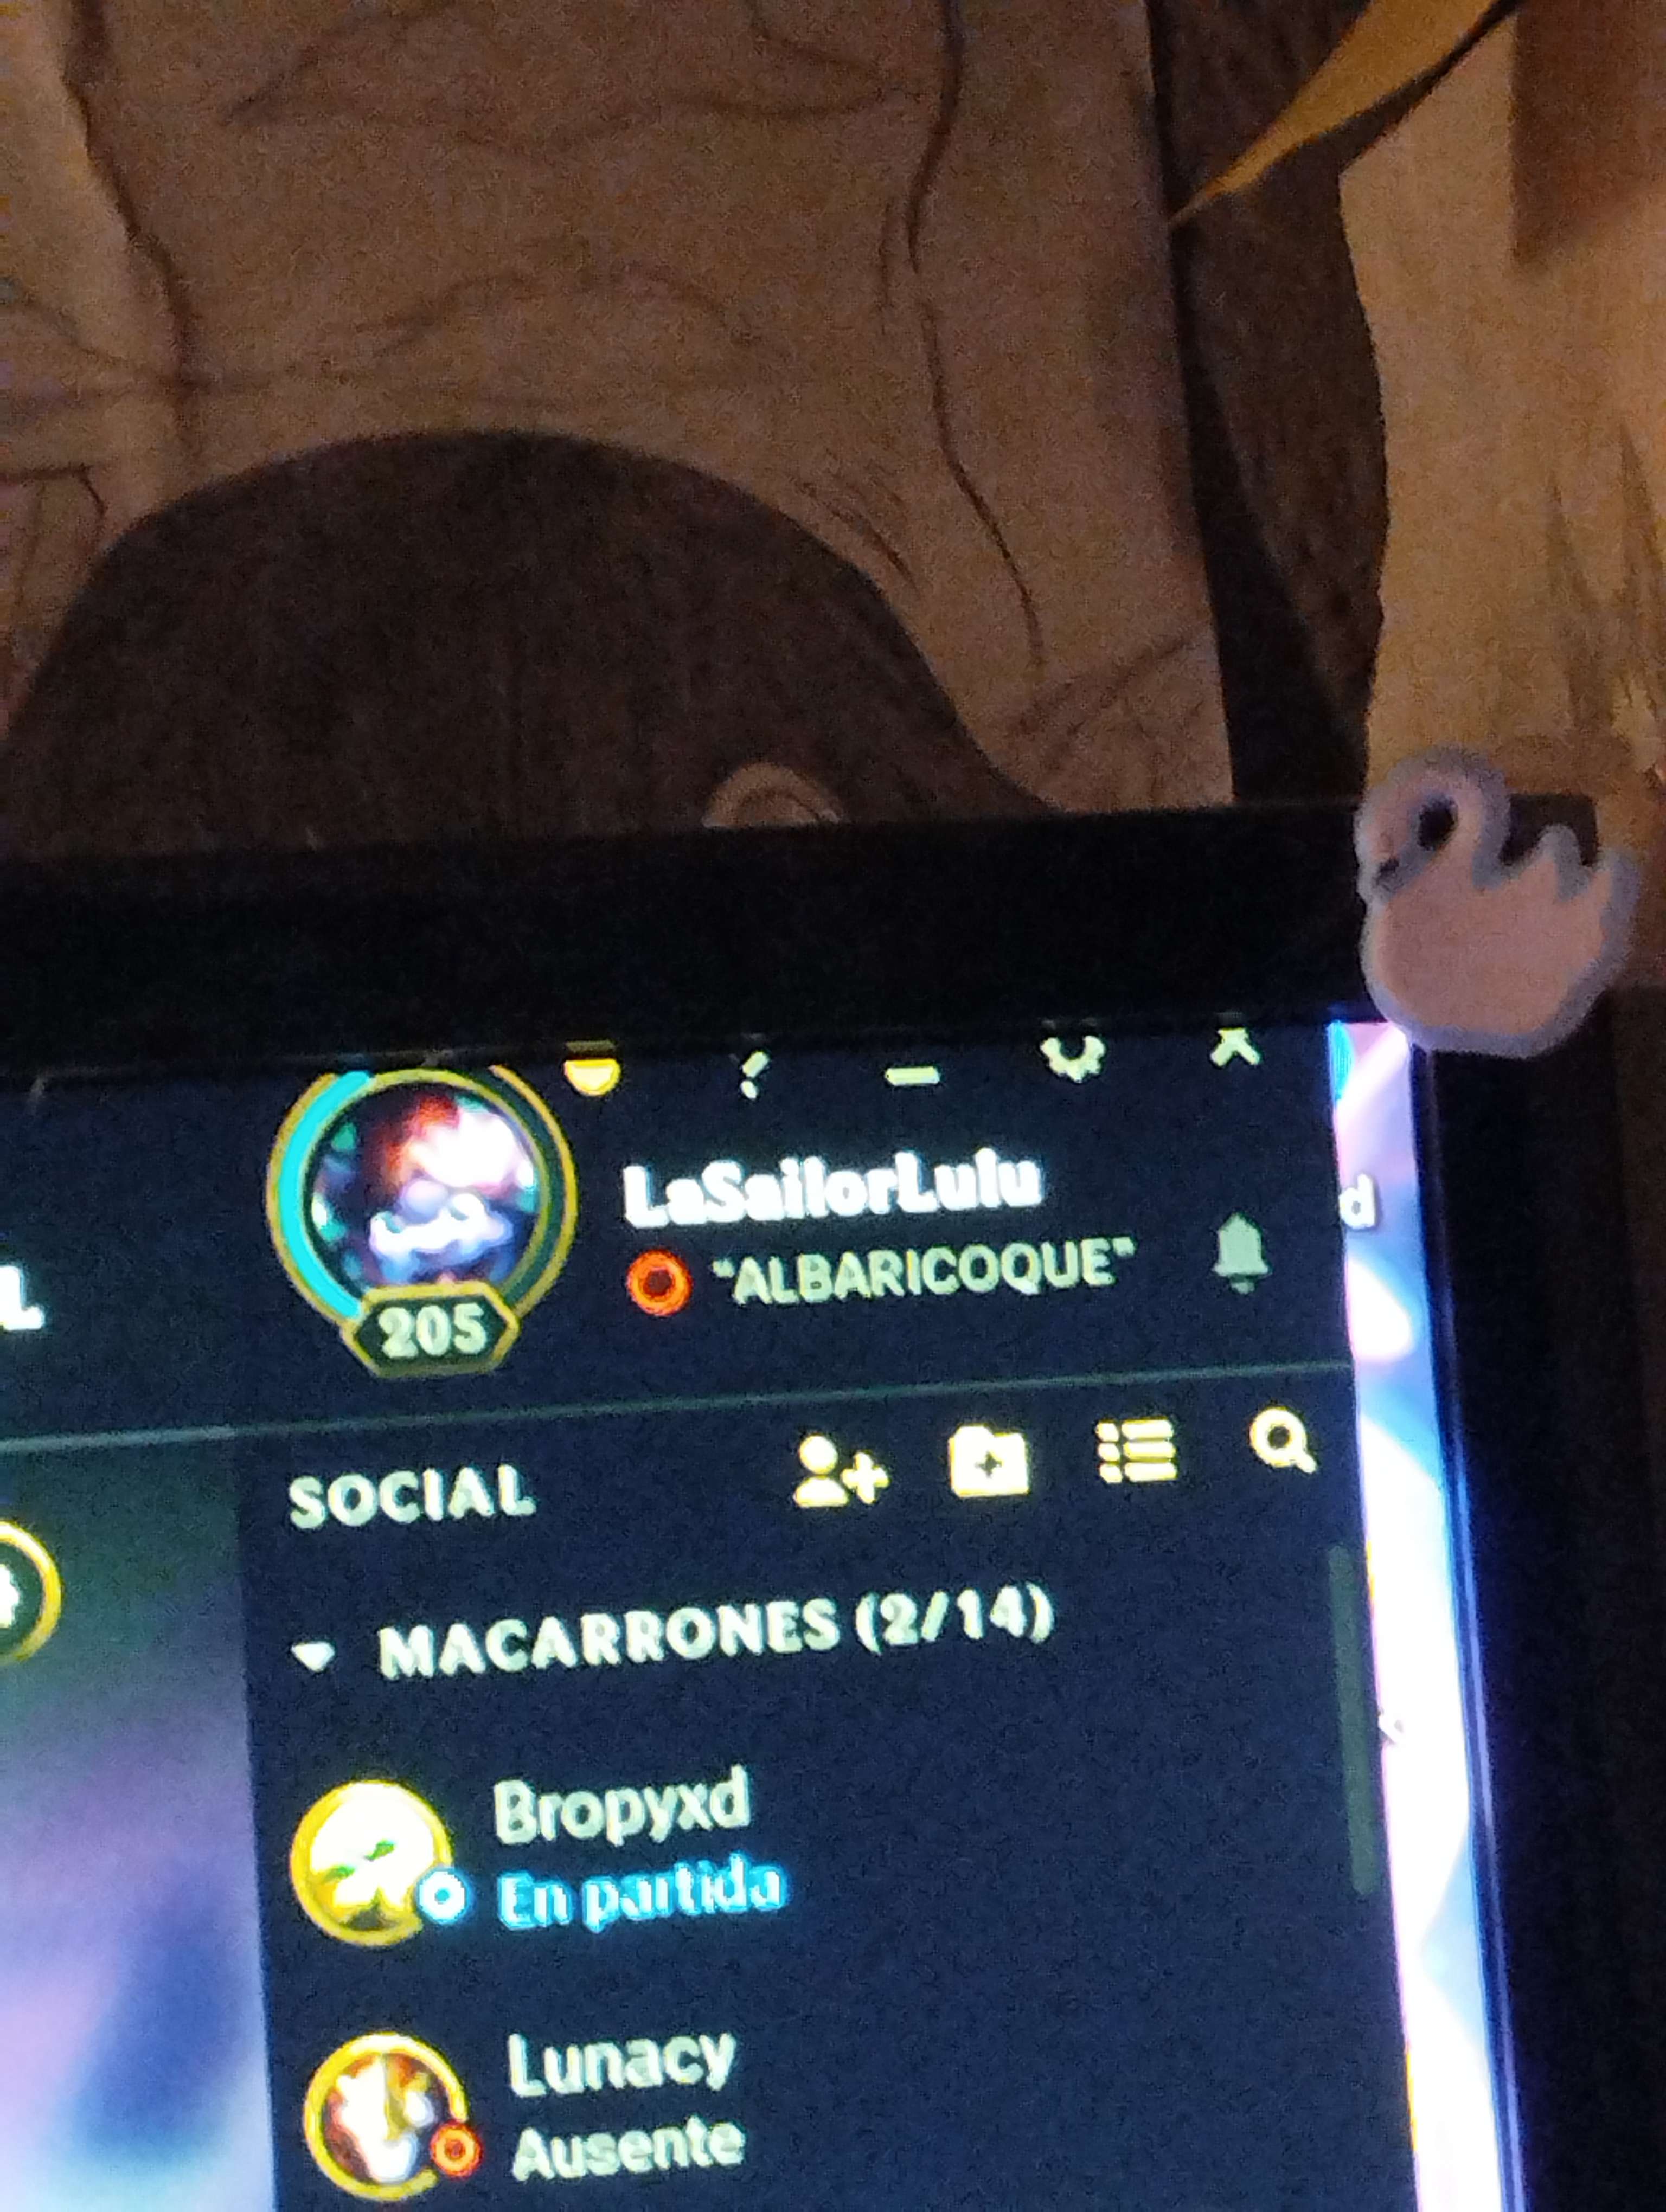 LaSailorLulu
"ALBARICOQUE"
d
L
205
SOCIAL
MACARRONES (2/14)
Bropyxd
En partida
Lunacy
Ausente